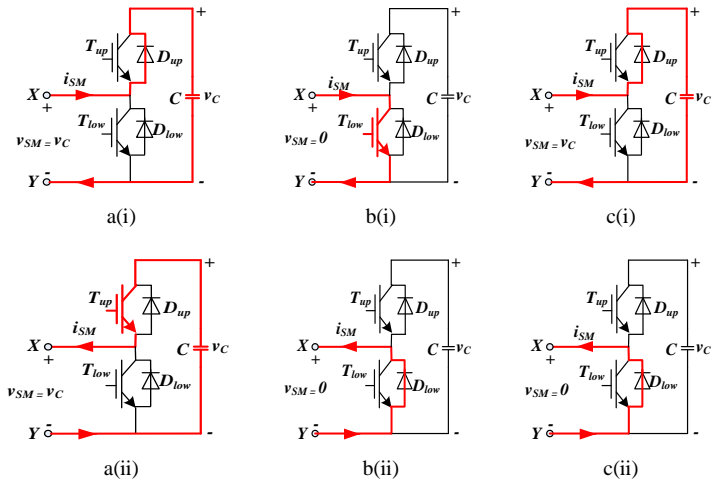 +
T_up
D_up
i_SM
X
+
C
v_C
T_low
D_low
v_SM = v_C
-
Y
-
a(i)
+
T_up
D_up
i_SM
X
+
C
v_C
T_low
D_low
v_SM = 0
-
Y
-
b(i)
+
T_up
D_up
i_SM
X
+
C
v_C
T_low
D_low
v_SM = v_C
-
Y
-
c(i)
+
T_up
D_up
i_SM
X
+
C
v_C
T_low
D_low
v_SM = v_C
-
Y
-
a(ii)
+
T_up
D_up
i_SM
X
+
C
v_C
T_low
D_low
v_SM = 0
-
Y
-
b(ii)
+
T_up
D_up
i_SM
X
+
C
v_C
T_low
D_low
v_SM = 0
-
Y
-
c(ii)